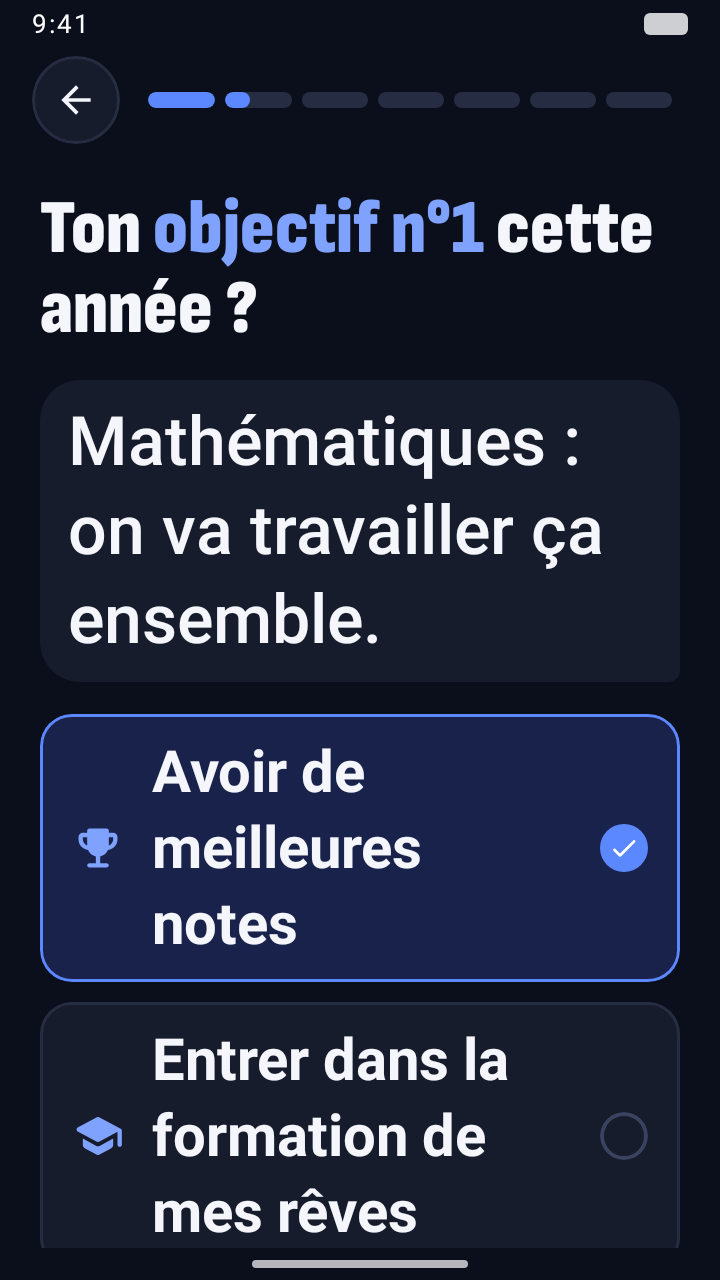 9:41
Ton objectif n°1 cette
année ?
Mathématiques :
on va travailler ça
ensemble.
Avoir de
meilleures
notes
Entrer dans la
formation de
mes rêves